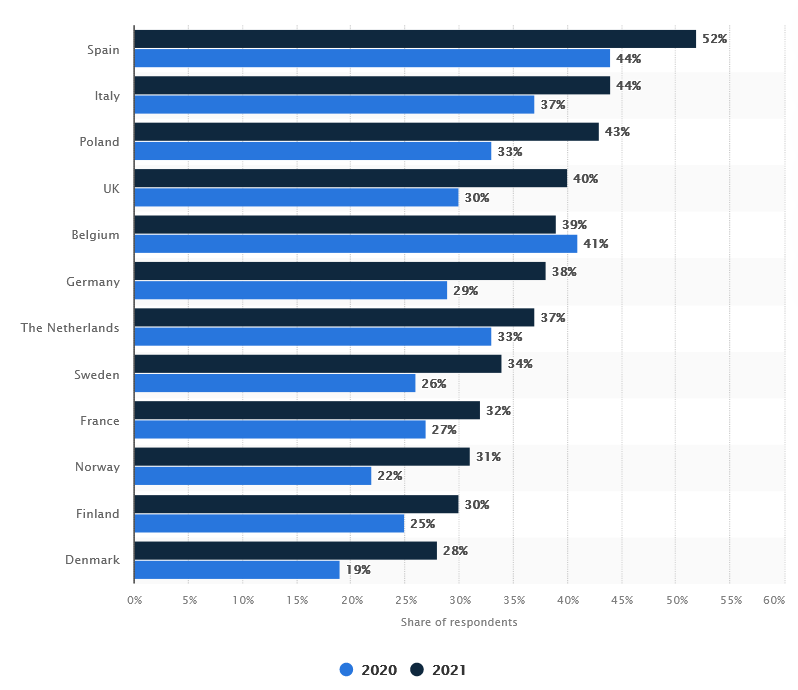 Spain 52%
44%
Italy 44%
37%
Poland 43%
33%
UK 40%
30%
Belgium 39%
41%
Germany 38%
29%
The Netherlands 37%
33%
Sweden 34%
26%
France 32%
27%
Norway 31%
22%
Finland 30%
25%
Denmark 28%
19%
0% 5% 10% 15% 20% 25% 30% 35% 40% 45% 50% 55% 60%
Share of respondents
2020 2021